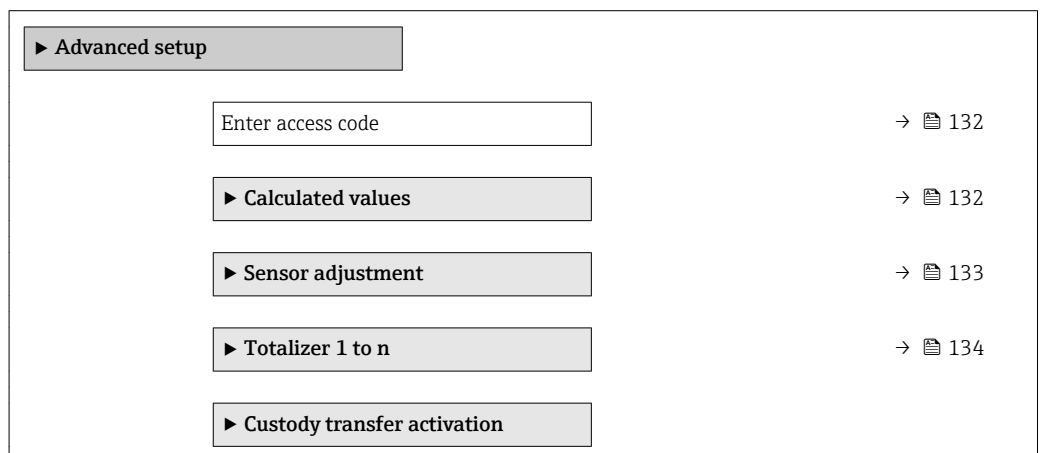 ▶ Advanced setup
Enter access code → 132
▶ Calculated values → 132
▶ Sensor adjustment → 133
▶ Totalizer 1 to n → 134
▶ Custody transfer activation